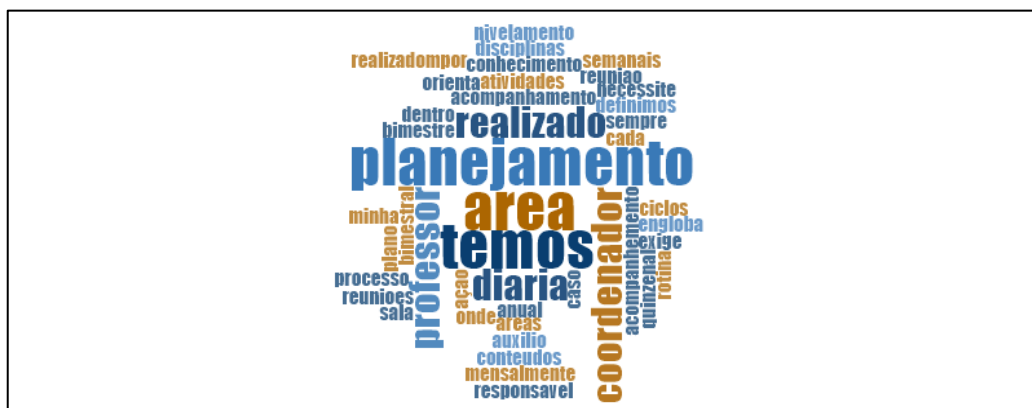 nivelamento
disciplinas
realizadompor conhecimento semanais
orienta atividades reuniao
acompanhamento necessite
dentro realizado definimos
bimestre sempre
cada
planejamento
minha plano bimestral professor area coordenador acompanhemento ciclos
engloba
temos exige
processo diaria caso quinzenal rotina
reunioes açao
sala anual
onde areas
auxilio
conteudos
mensalmente
responsavel